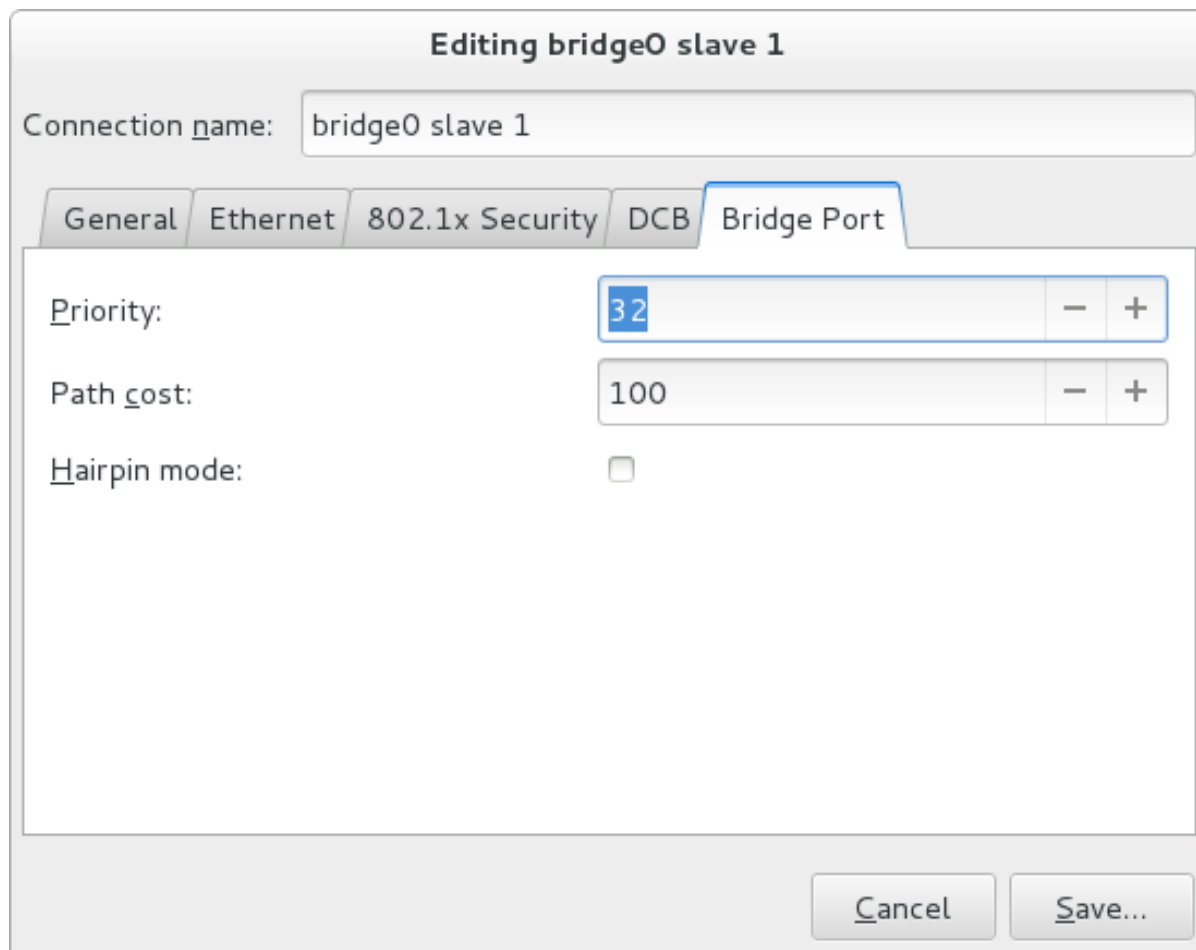 Editing bridge0 slave 1
Connection name: bridge0 slave 1
General Ethernet 802.1x Security DCB Bridge Port
Priority: 32 − +
Path cost: 100 − +
Hairpin mode:
Cancel Save...